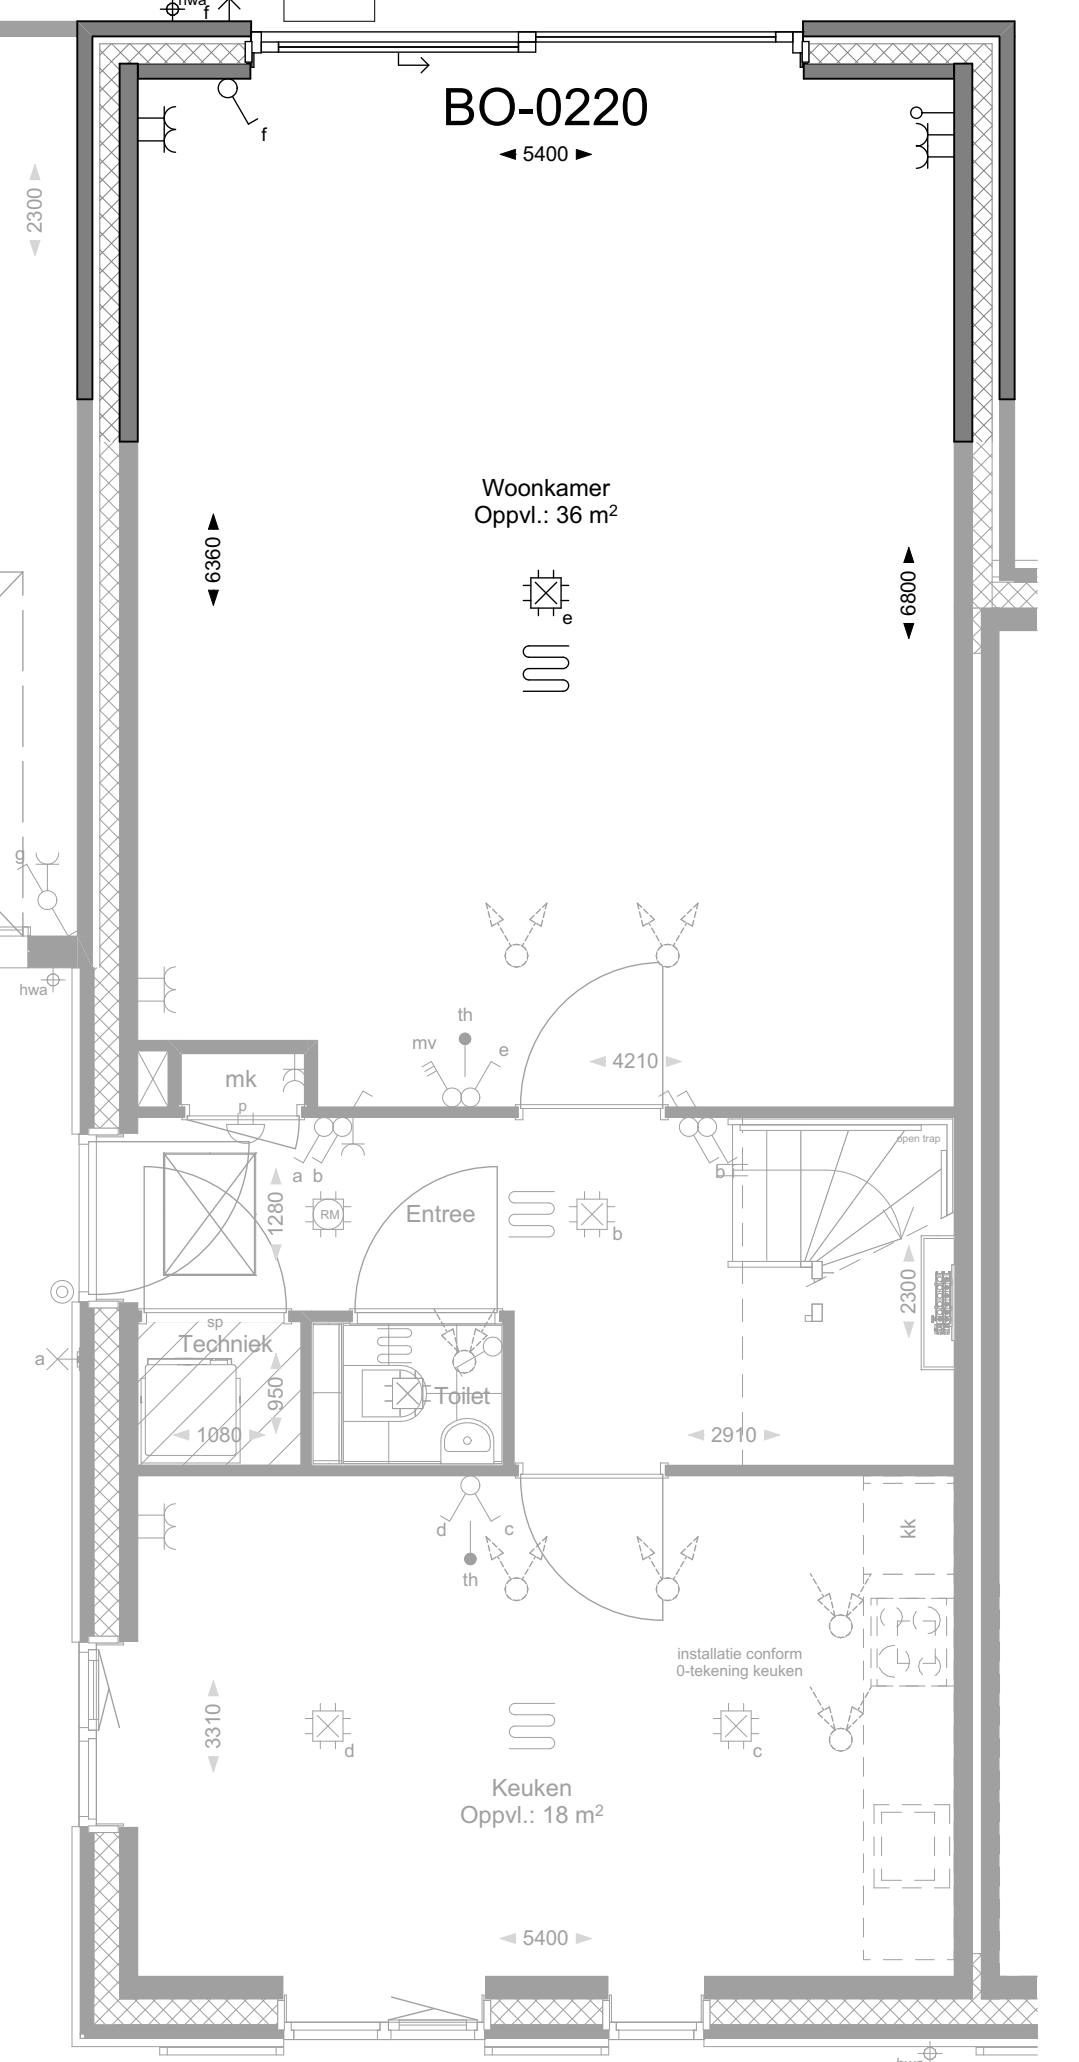 hwa
f
BO-0220
5400
f
2300
Woonkamer
Oppvl.: 36 m²
6360
6800
e
g
hwa
th
mv
e
4210
mk
p
open trap
a b
b
1280
RM
Entree
b
2300
sp
Techniek
950
Toilet
1080
2910
kk
d
c
th
installatie conform
0-tekening keuken
3310
d
c
Keuken
Oppvl.: 18 m²
5400